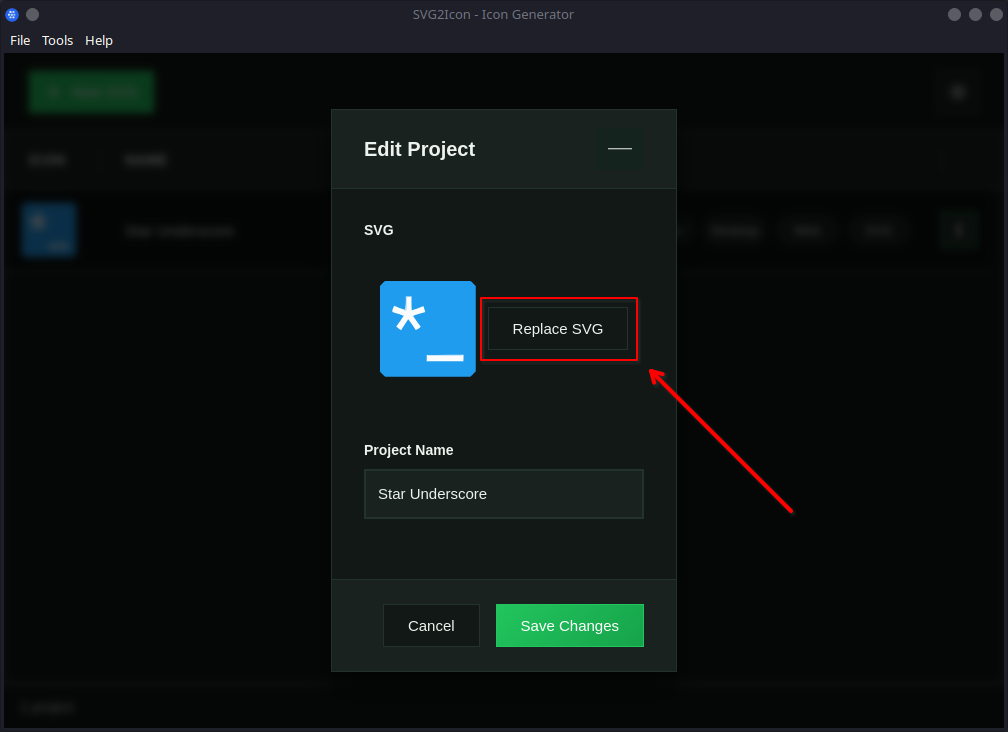 SVG2Icon - Icon Generator
File Tools Help
Edit Project
SVG
*_
Replace SVG
Project Name
Star Underscore
Cancel Save Changes